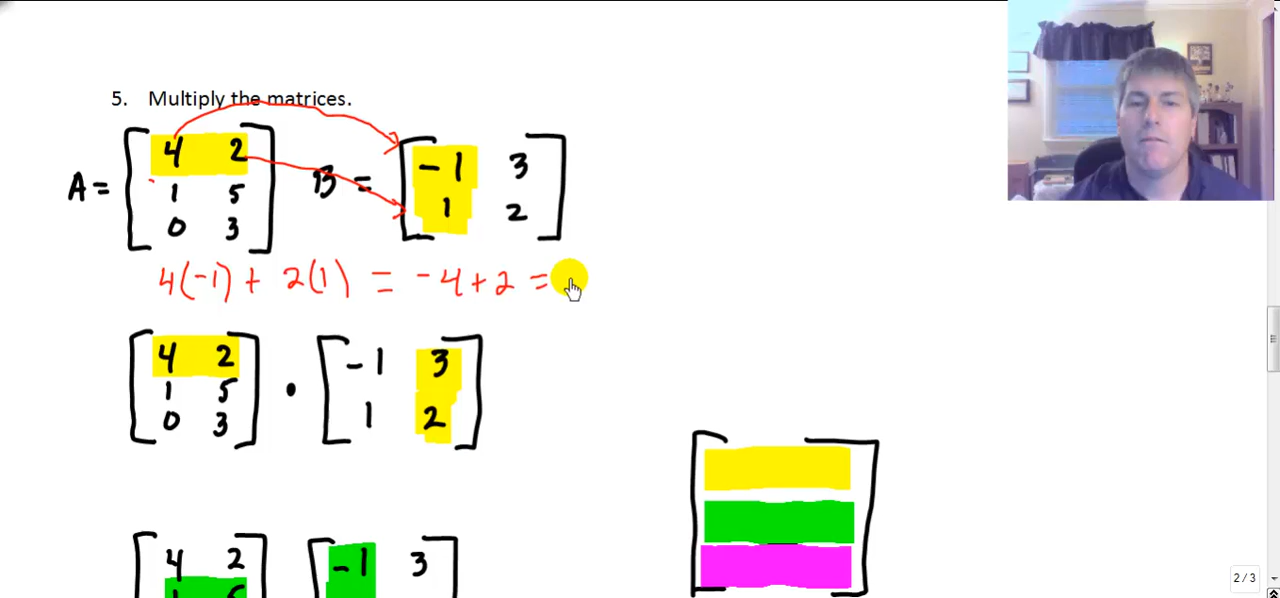 5. Multiply the matrices.
A = [ 4 2 B = [ -1 3
1 5 1 2 ]
0 3 ]
4(-1) + 2(1) = -4+2 =
[ 4 2 • [ -1 3
1 5 1 2 ]
0 3 ]
[ 4 2 ] [ -1 3 ]
2/3